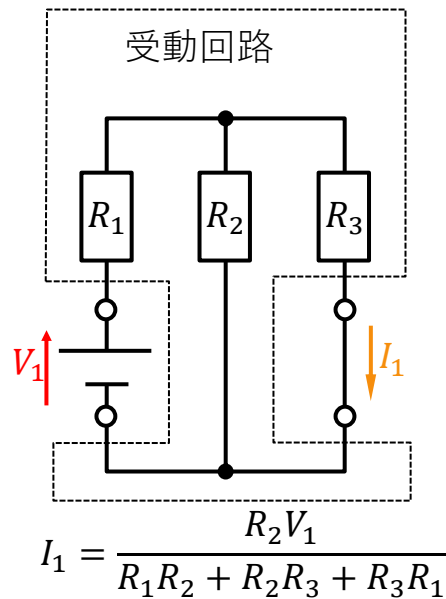 受動回路
R₁ R₂ R₃
V₁ I₁
I₁ = R₂V₁ / (R₁R₂ + R₂R₃ + R₃R₁)